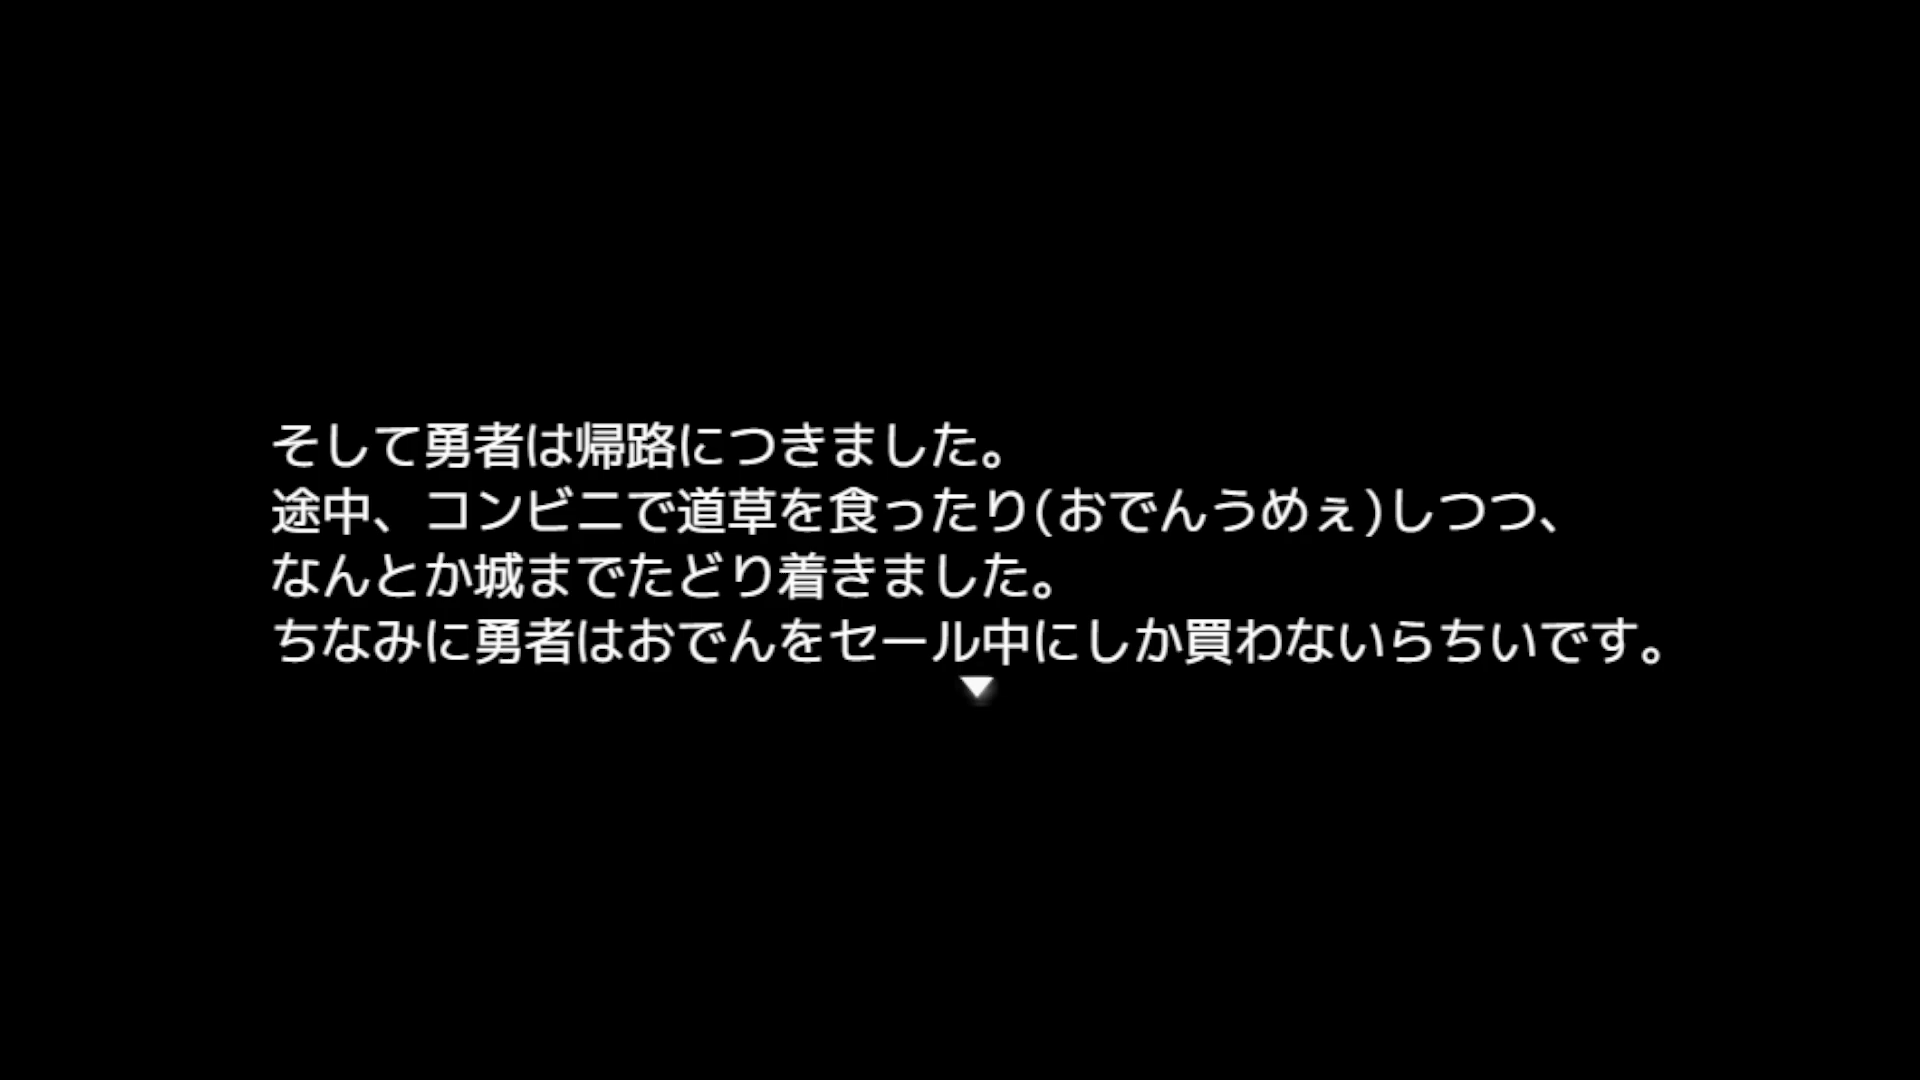 そして勇者は帰路につきました。
途中、コンビニで道草を食ったり(おでんうめぇ)しつつ、
なんとか城までたどり着きました。
ちなみに勇者はおでんをセール中にしか買わないらちいです。